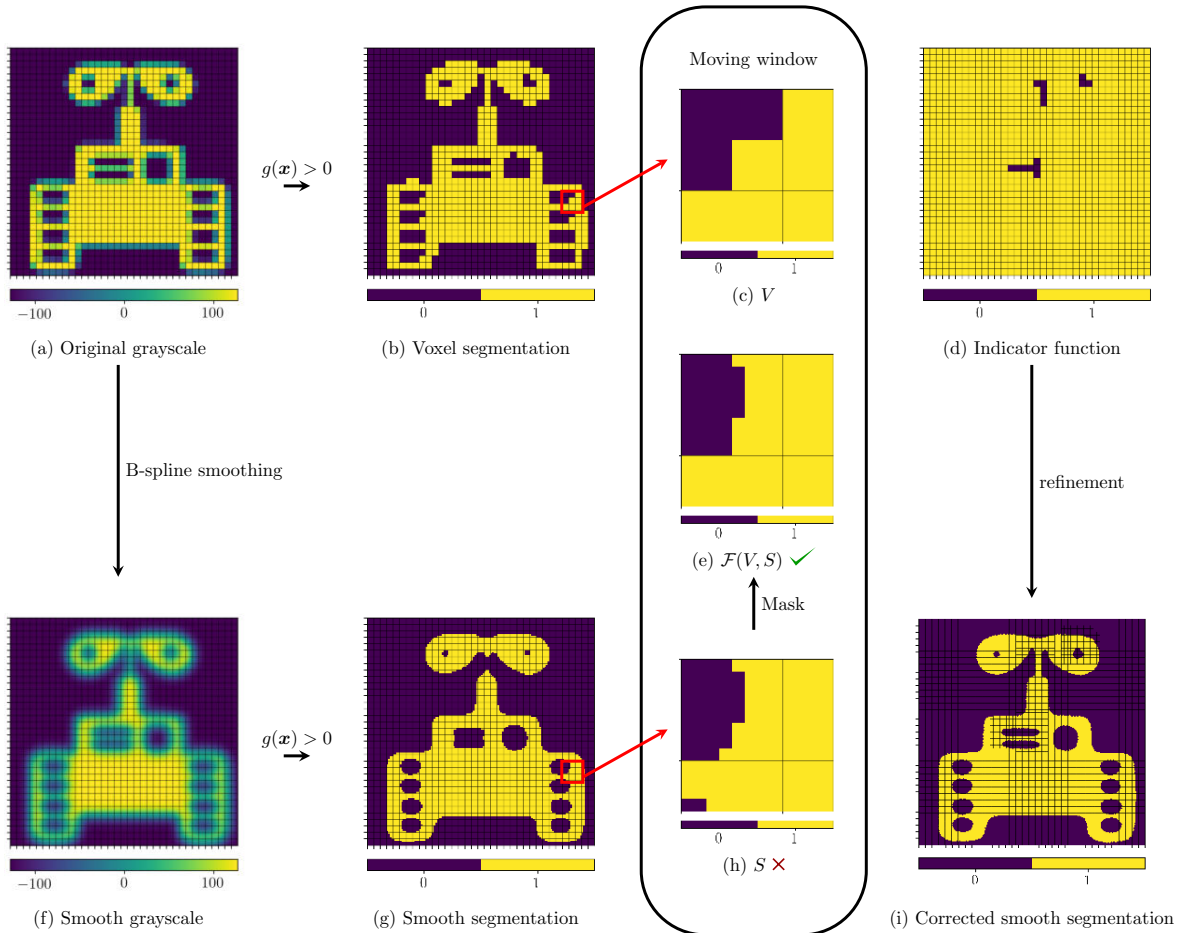 Moving window
g(x) > 0
0 1
−100 0 100
0 1
(c) V
0 1
(a) Original grayscale
(b) Voxel segmentation
(d) Indicator function
B-spline smoothing
refinement
0 1
(e) F(V, S) ✓
Mask
g(x) > 0
0 1
(h) S ×
−100 0 100
0 1
0 1
(f) Smooth grayscale
(g) Smooth segmentation
(i) Corrected smooth segmentation